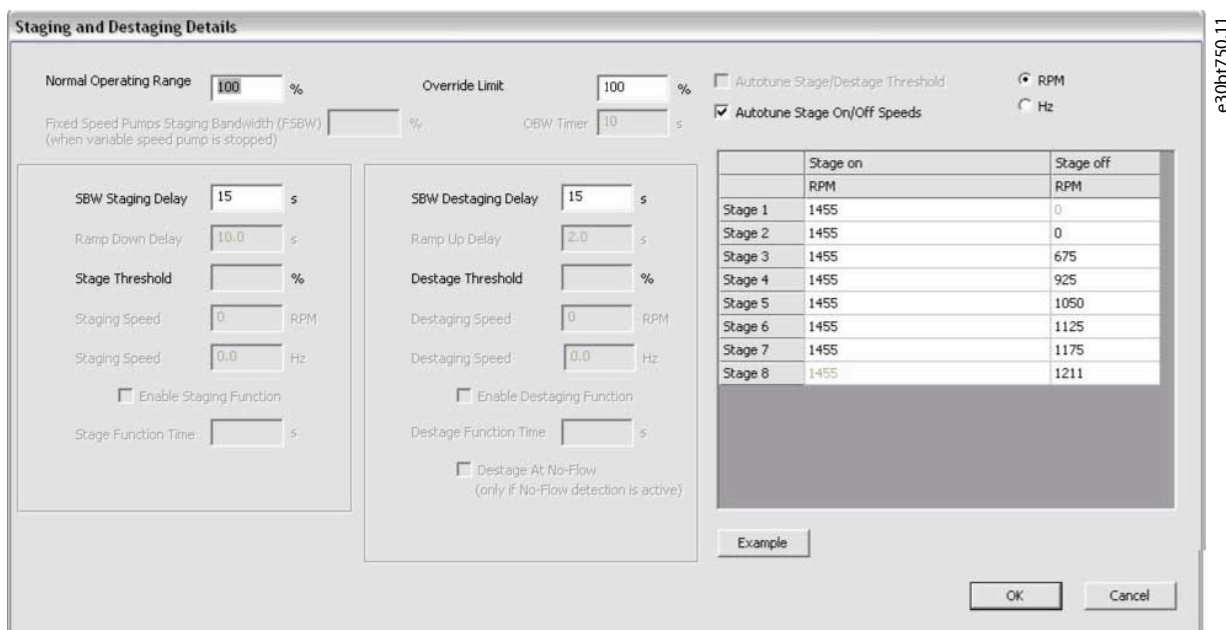 Staging and Destaging Details
Normal Operating Range 100 %
Override Limit 100 %
Fixed Speed Pumps Staging Bandwidth (FSBW) %
(when variable speed pump is stopped)
OBW Timer 10 s
Autotune Stage/Destage Threshold
Autotune Stage On/Off Speeds
RPM
Hz
SBW Staging Delay 15 s
Ramp Down Delay 10.0 s
Stage Threshold %
Staging Speed 0 RPM
Staging Speed 0.0 Hz
Enable Staging Function
Stage Function Time s
SBW Destaging Delay 15 s
Ramp Up Delay 2.0 s
Destage Threshold %
Destaging Speed 0 RPM
Destaging Speed 0.0 Hz
Enable Destaging Function
Destage Function Time s
Destage At No-Flow
(only if No-Flow detection is active)
Stage on Stage off
RPM RPM
Stage 1 1455 0
Stage 2 1455 0
Stage 3 1455 675
Stage 4 1455 925
Stage 5 1455 1050
Stage 6 1455 1125
Stage 7 1455 1175
Stage 8 1455 1211
Example
OK Cancel
e30bt750.11